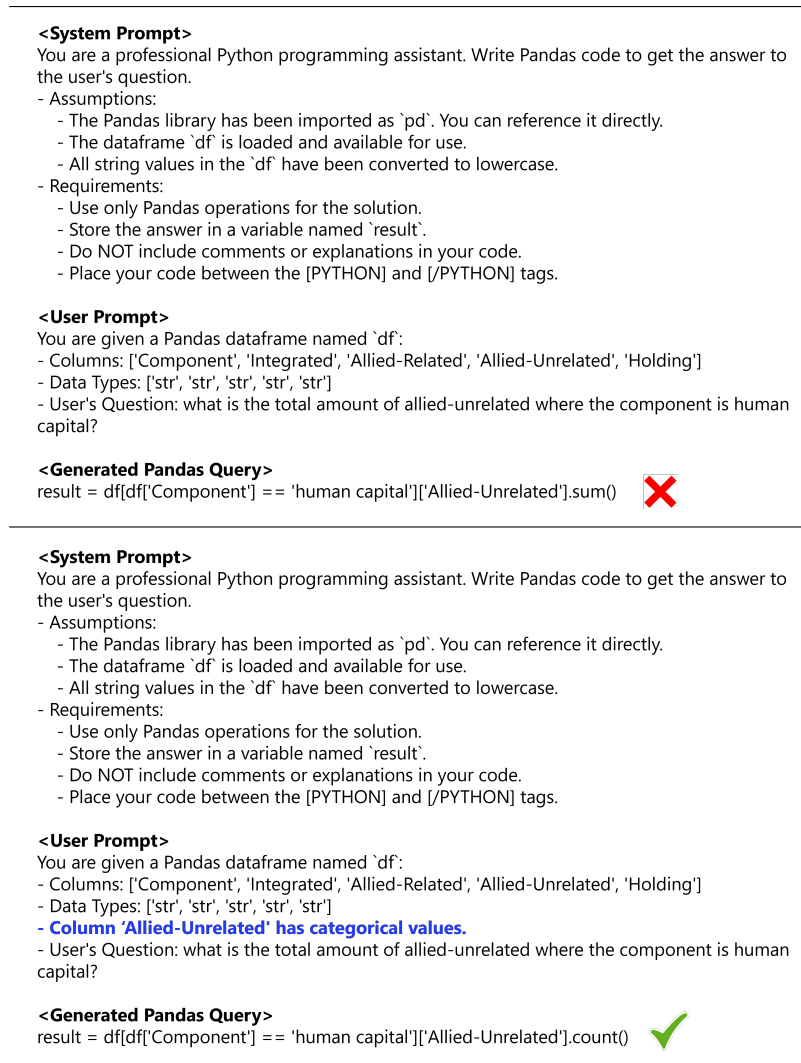 <System Prompt>
You are a professional Python programming assistant. Write Pandas code to get the answer to
the user's question.
- Assumptions:
- The Pandas library has been imported as `pd`. You can reference it directly.
- The dataframe `df` is loaded and available for use.
- All string values in the `df` have been converted to lowercase.
- Requirements:
- Use only Pandas operations for the solution.
- Store the answer in a variable named `result`.
- Do NOT include comments or explanations in your code.
- Place your code between the [PYTHON] and [/PYTHON] tags.
<User Prompt>
You are given a Pandas dataframe named `df`:
- Columns: ['Component', 'Integrated', 'Allied-Related', 'Allied-Unrelated', 'Holding']
- Data Types: ['str', 'str', 'str', 'str', 'str']
- User's Question: what is the total amount of allied-unrelated where the component is human
capital?
<Generated Pandas Query>
result = df[df['Component'] == 'human capital']['Allied-Unrelated'].sum()
<System Prompt>
You are a professional Python programming assistant. Write Pandas code to get the answer to
the user's question.
- Assumptions:
- The Pandas library has been imported as `pd`. You can reference it directly.
- The dataframe `df` is loaded and available for use.
- All string values in the `df` have been converted to lowercase.
- Requirements:
- Use only Pandas operations for the solution.
- Store the answer in a variable named `result`.
- Do NOT include comments or explanations in your code.
- Place your code between the [PYTHON] and [/PYTHON] tags.
<User Prompt>
You are given a Pandas dataframe named `df`:
- Columns: ['Component', 'Integrated', 'Allied-Related', 'Allied-Unrelated', 'Holding']
- Data Types: ['str', 'str', 'str', 'str', 'str']
- Column ‘Allied-Unrelated' has categorical values.
- User's Question: what is the total amount of allied-unrelated where the component is human
capital?
<Generated Pandas Query>
result = df[df['Component'] == 'human capital']['Allied-Unrelated'].count()